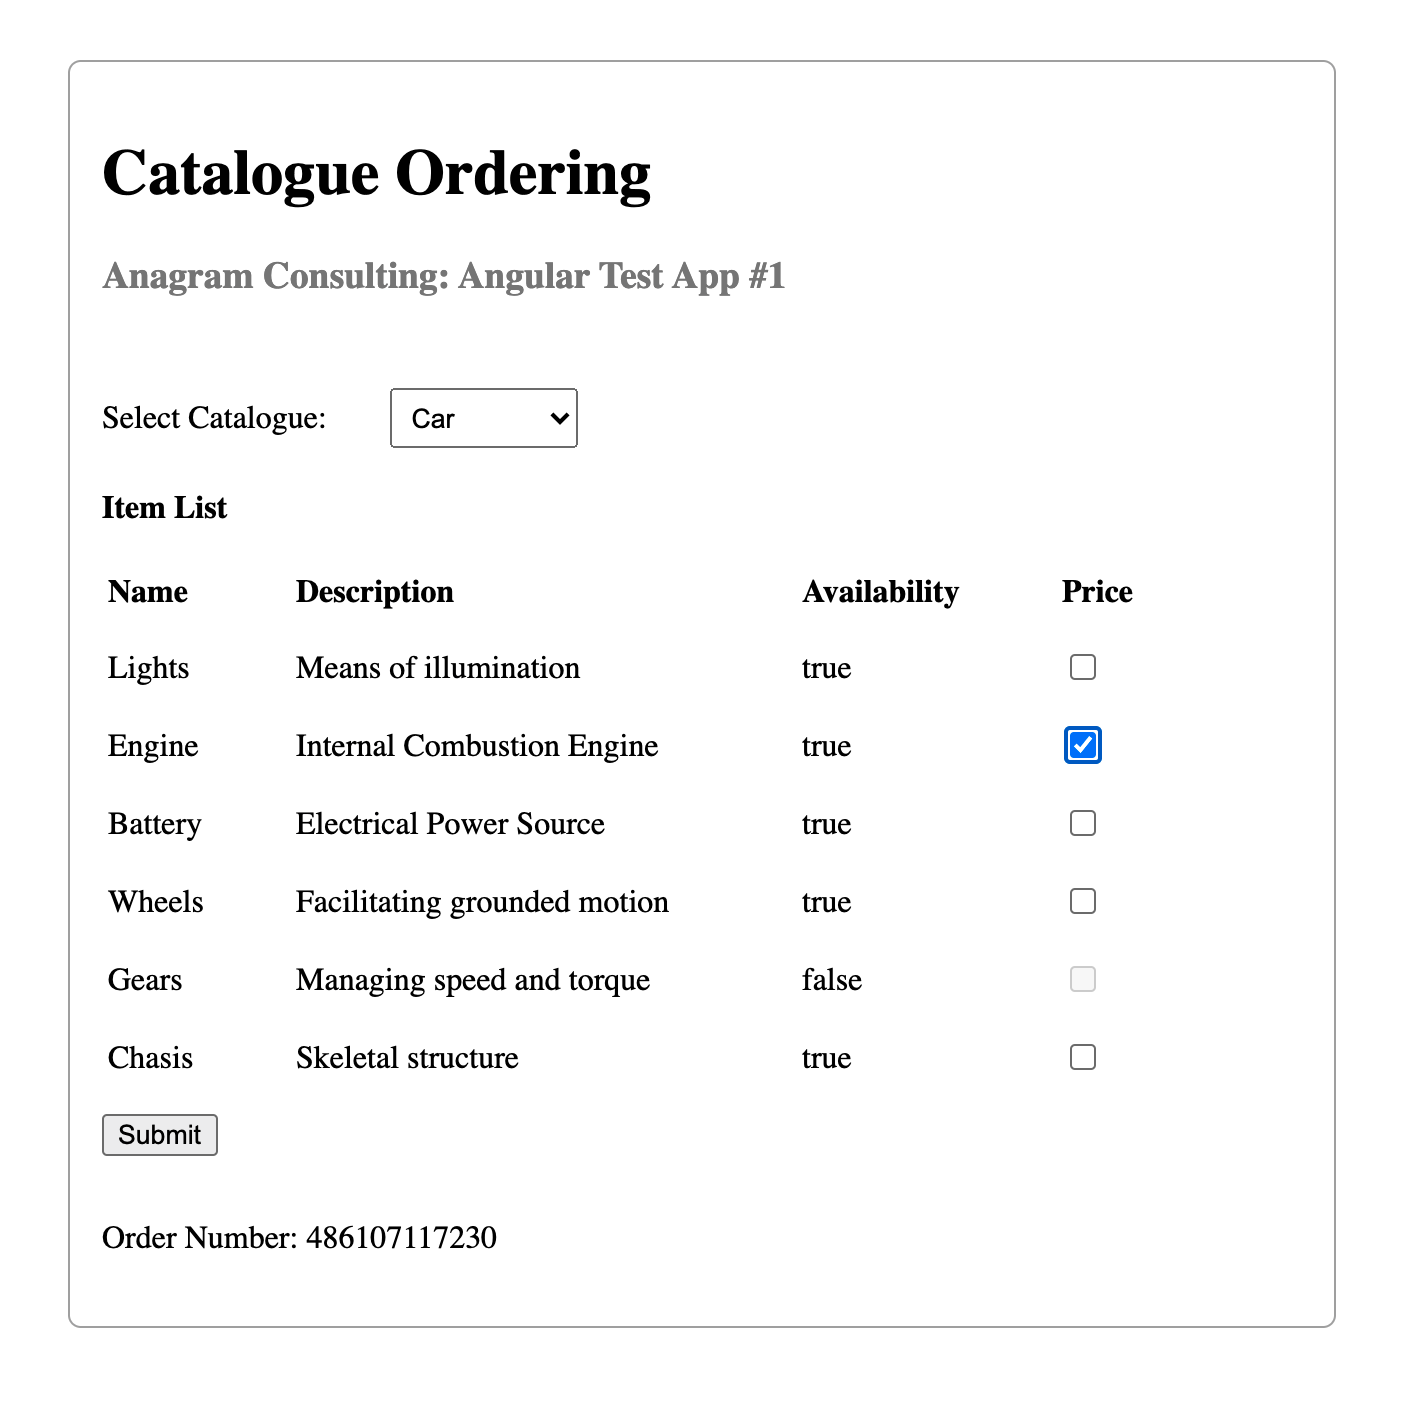 Catalogue Ordering
Anagram Consulting: Angular Test App #1
Select Catalogue: Car
Item List
Name Description Availability Price
Lights Means of illumination true
Engine Internal Combustion Engine true
Battery Electrical Power Source true
Wheels Facilitating grounded motion true
Gears Managing speed and torque false
Chasis Skeletal structure true
Submit
Order Number: 486107117230